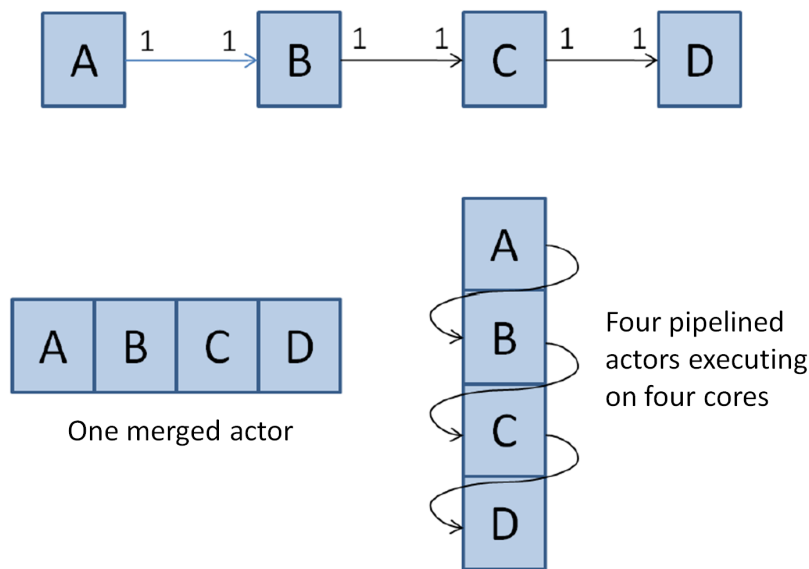 A 1 1 B 1 1 C 1 1 D
A
A B C D
B
C
D
Four pipelined
actors executing
on four cores
One merged actor